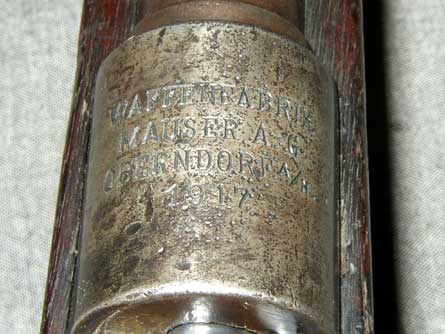 WAFFENFABRIK
MAUSER A-G
OBERNDORF A/N
1917